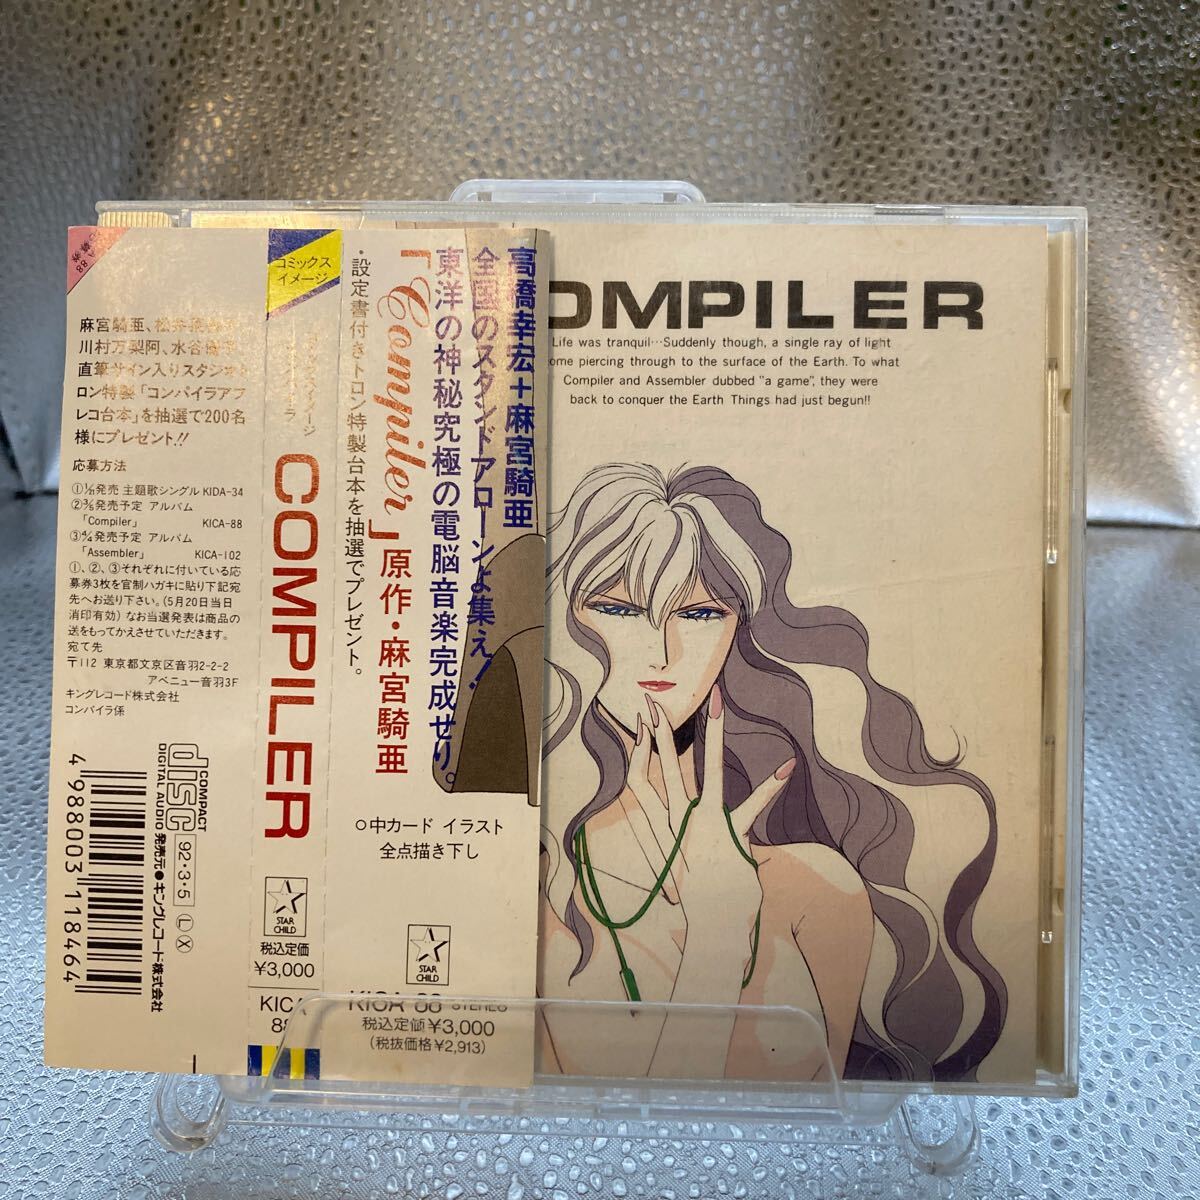 A-88
麻宮騎亜、松井
川村万梨阿、水谷優子
直筆サイン入りスタジオト
ロン特製「コンパイラアフ
レコ台本」を抽選で200名
様にプレゼント!!
応募方法
発売 主題歌シングル KIDA-34
発売予定 アルバム
「Compiler」 KICA-88
発売予定 アルバム
「Assembler」 KICA-102
①、②、③それぞれに付いている応
募券3枚を官制ハガキに貼り下記宛
先へお送り下さい。(5月20日当日
消印有効) なお当選発表は商品の
送をもってかえさせていただきます。
宛て先
〒112 東京都文京区音羽2-2-2
アベニュー音羽3F
キングレコード株式会社
コンパイラ係
4 988003 118464
COMPACT
disc
DIGITAL AUDIO
92・3・5
Ⓛ Ⓧ
発売元●キングレコード株式会社
コミックス
イメージ
COMPILER
STAR
CHILD
税込定価
¥3,000
KICA
88
高橋幸宏+麻宮騎亜
全国のスタンドアローンよ集え!!
東洋の神秘究極の電脳音楽完成せり。
「Compiler」原作・麻宮騎亜
・設定書付きトロン特製台本を抽選でプレゼント。
○中カード イラスト
全点描き下し
STAR
CHILD
KICA 88 STEREO
税込定価¥3,000
(税抜価格¥2,913)
OMPILER
Life was tranquil…Suddenly though, a single ray of light
ome piercing through to the surface of the Earth. To what
Compiler and Assembler dubbed "a game", they were
back to conquer the Earth Things had just begun!!